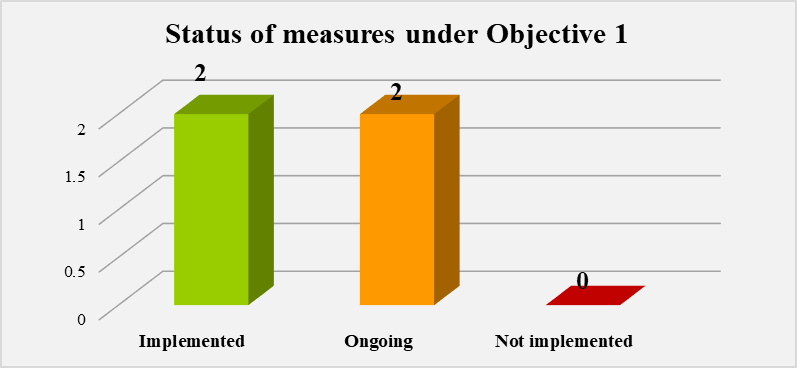 Status of measures under Objective 1
2
2
0
2
1.5
1
0.5
0
Implemented
Ongoing
Not implemented